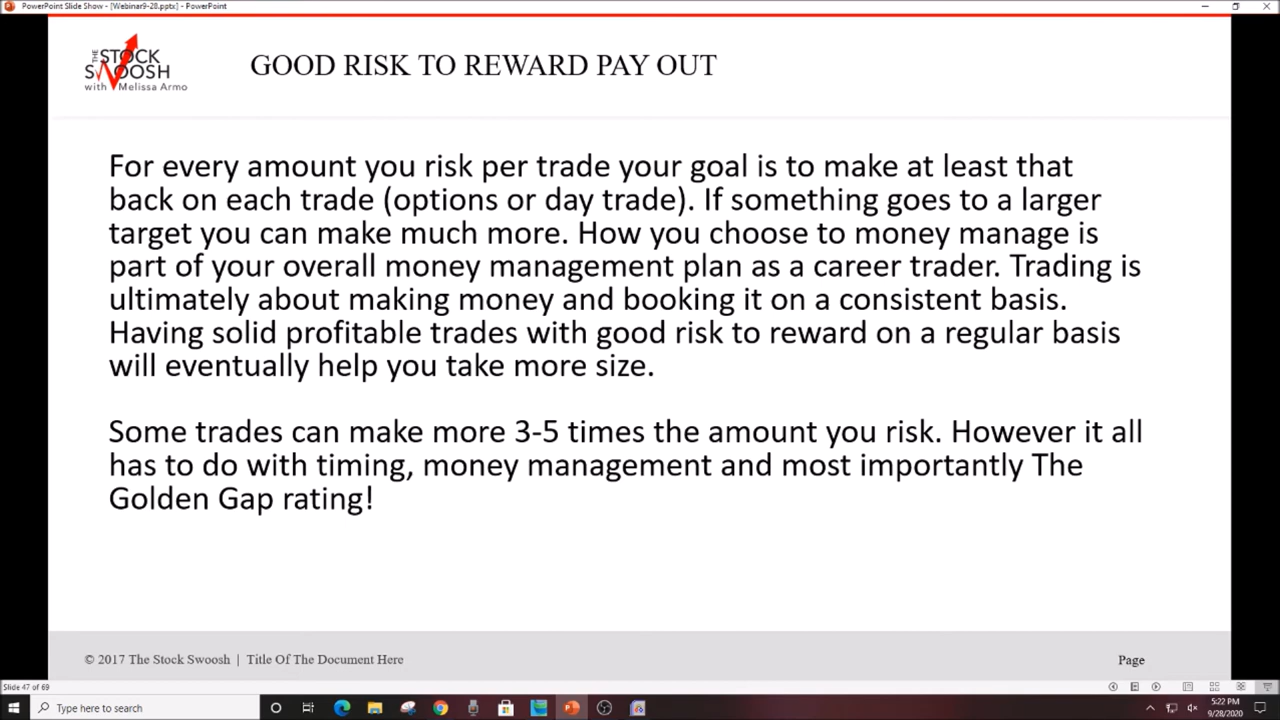 PowerPoint Slide Show - [Webinar9-28.pptx] - PowerPoint
THE STOCK
SWOOSH
with Melissa Armo
GOOD RISK TO REWARD PAY OUT
For every amount you risk per trade your goal is to make at least that
back on each trade (options or day trade). If something goes to a larger
target you can make much more. How you choose to money manage is
part of your overall money management plan as a career trader. Trading is
ultimately about making money and booking it on a consistent basis.
Having solid profitable trades with good risk to reward on a regular basis
will eventually help you take more size.
Some trades can make more 3-5 times the amount you risk. However it all
has to do with timing, money management and most importantly The
Golden Gap rating!
© 2017 The Stock Swoosh | Title Of The Document Here
Page
Slide 47 of 69
Type here to search
5:22 PM
9/28/2020